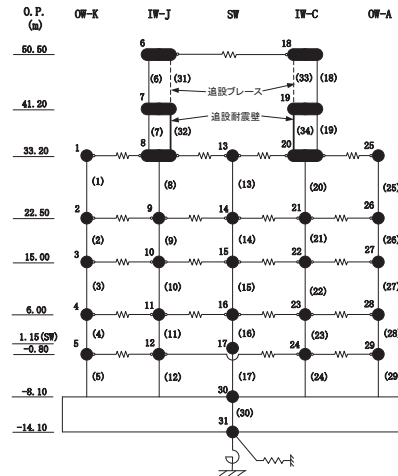 O.P.
(m)
OW-K IW-J SW IW-C OW-A
50.50 6 18
(6) (31) (33) (18)
追設ブレース
41.20 7 19
追設耐震壁
(7) (32) (34) (19)
33.20 1 8 13 20 25
(1) (8) (13) (20) (25)
22.50 2 9 14 21 26
(2) (9) (14) (21) (26)
15.00 3 10 15 22 27
(3) (10) (15) (22) (27)
6.00 4 11 16 23 28
1.15(SW) (4) (11) (16) (23) (28)
-0.80 5 12 17 24 29
(5) (12) (17) (24) (29
-8.10 30
(30)
-14.10 31